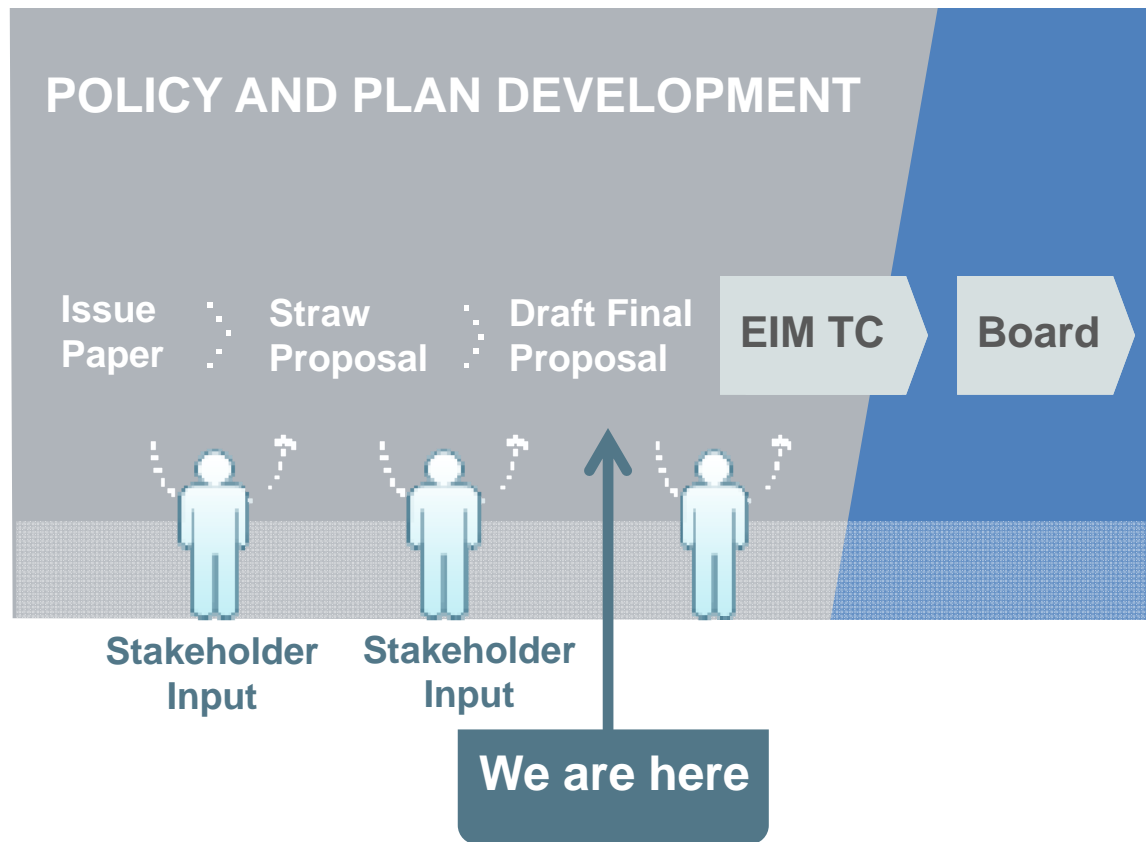 POLICY AND PLAN DEVELOPMENT
Issue
Paper
Straw
Proposal
Draft Final
Proposal
EIM TC
Board
Stakeholder
Input
Stakeholder
Input
We are here